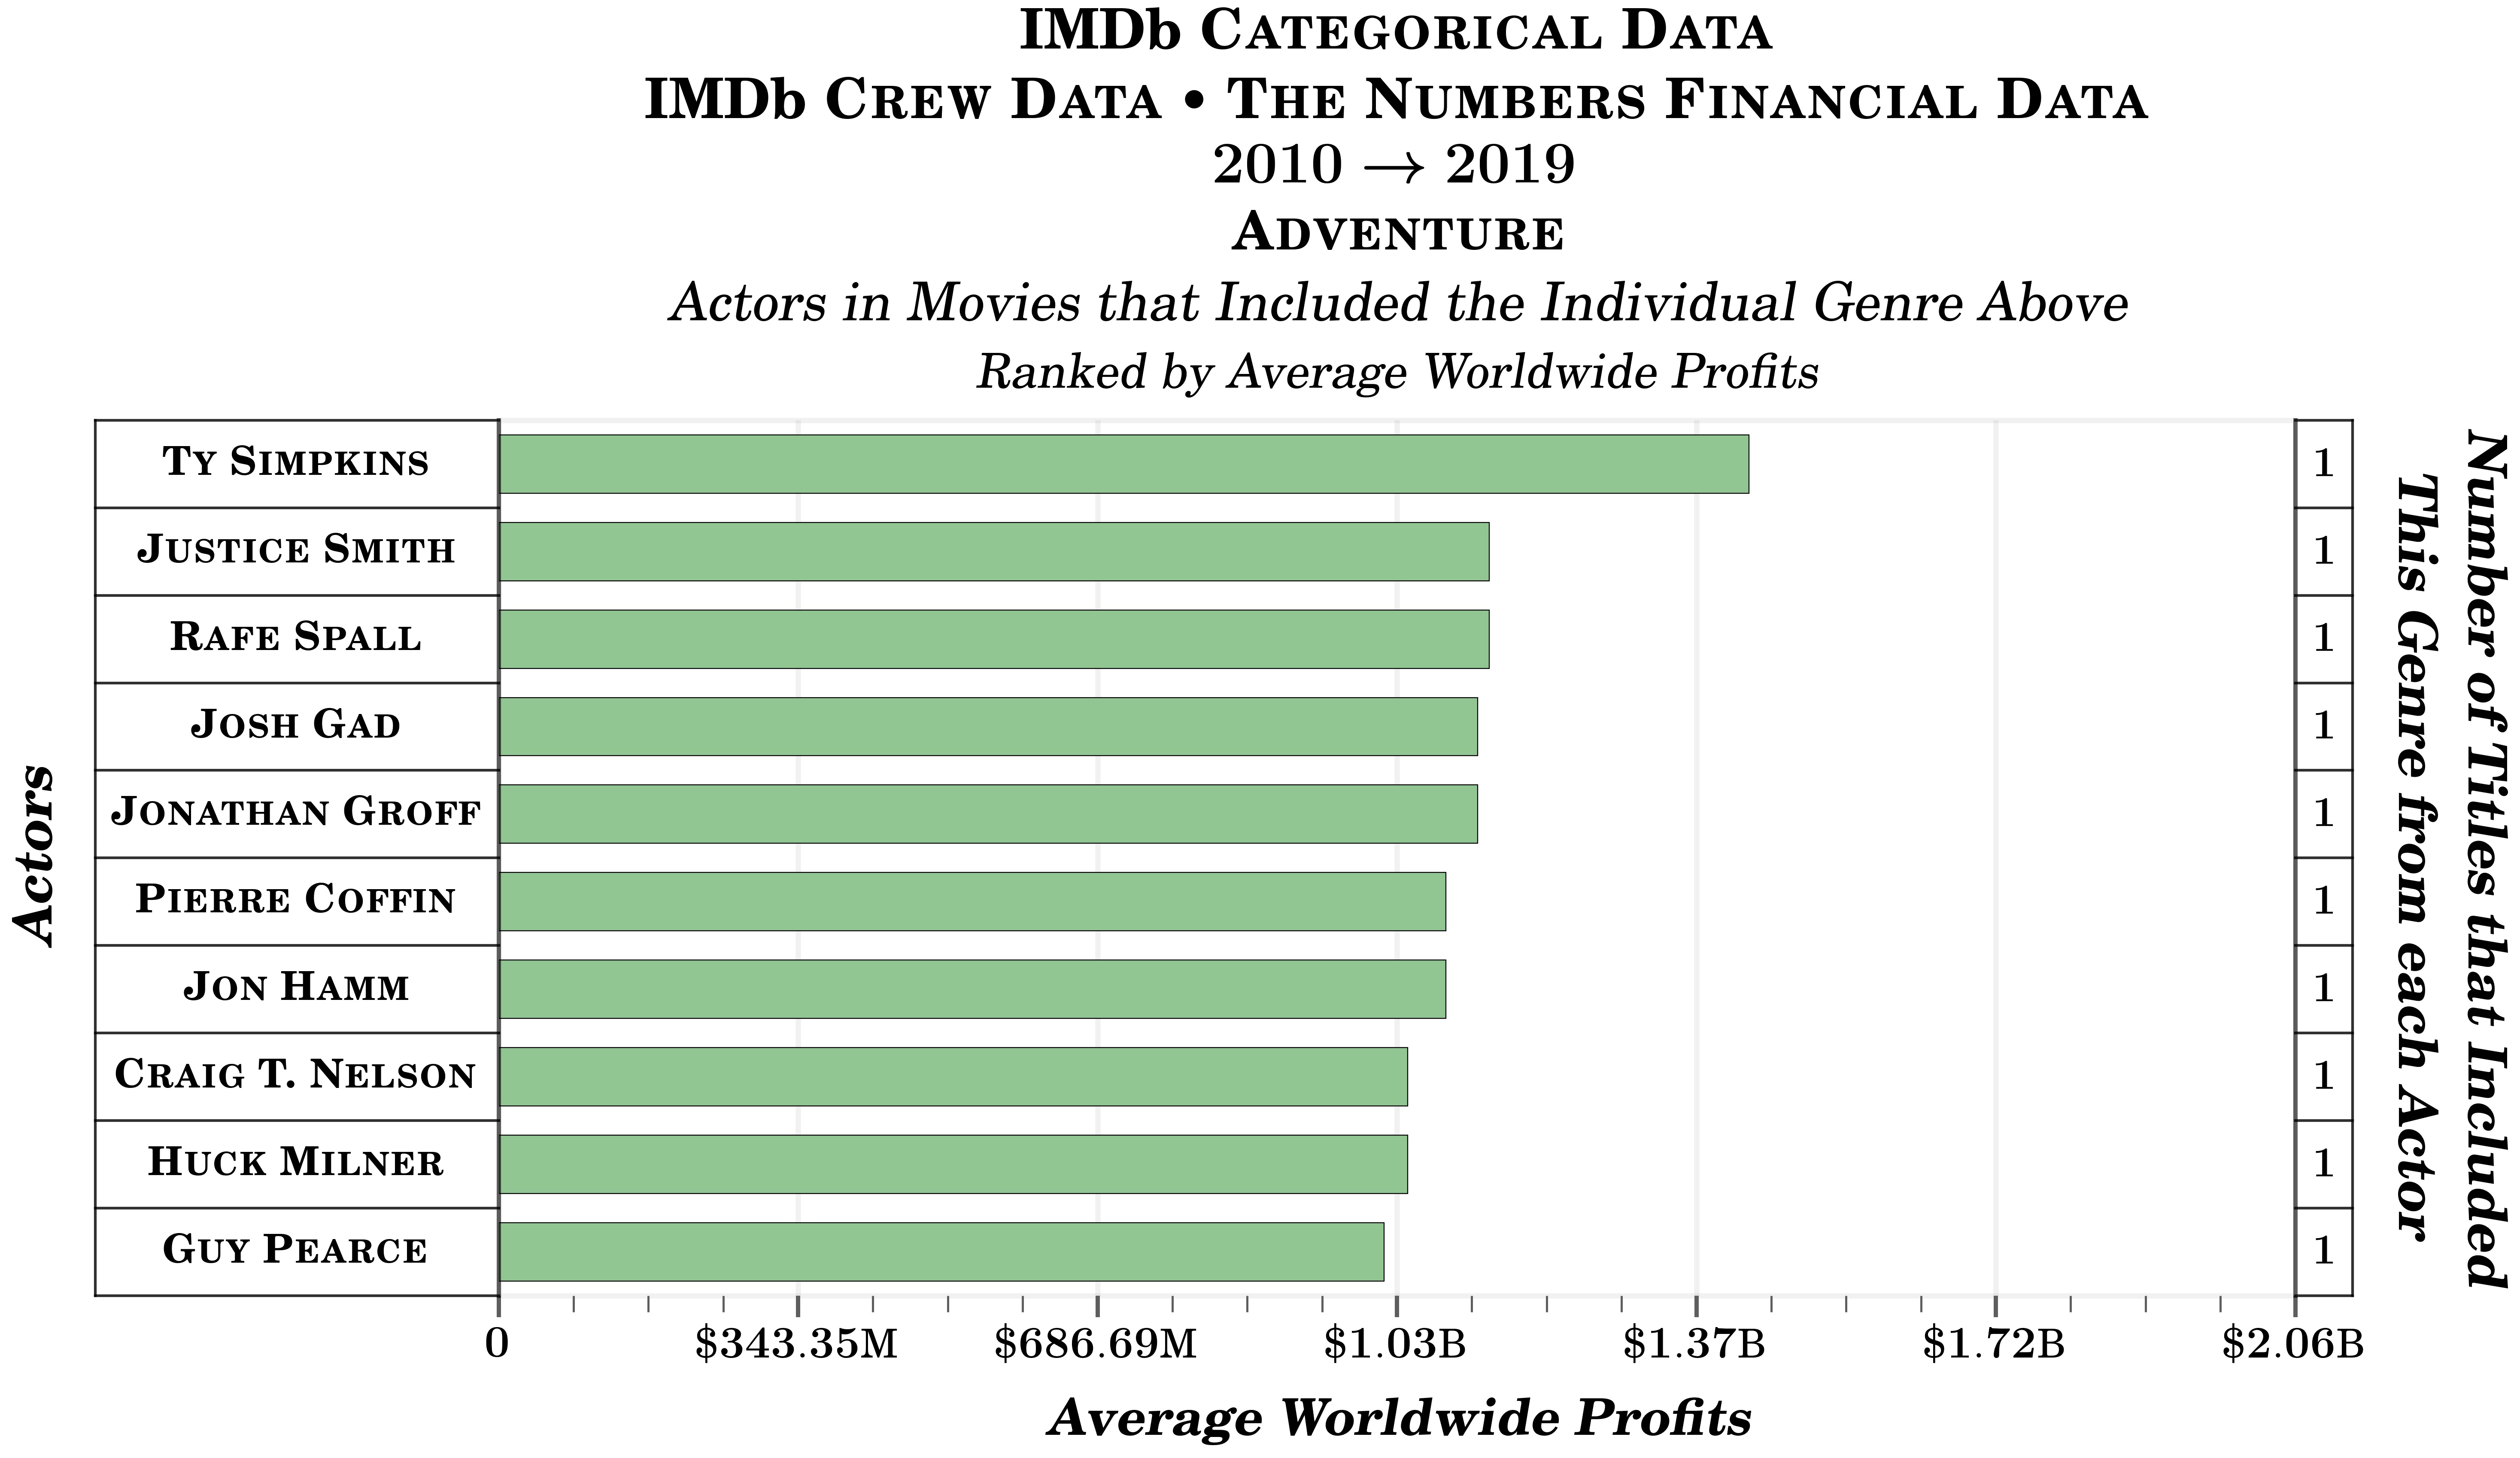 IMDb CATEGORICAL DATA
IMDb CREW DATA • THE NUMBERS FINANCIAL DATA
2010 → 2019
ADVENTURE
Actors in Movies that Included the Individual Genre Above
Ranked by Average Worldwide Profits
Actors
TY SIMPKINS 1
JUSTICE SMITH 1
RAFE SPALL 1
JOSH GAD 1
JONATHAN GROFF 1
PIERRE COFFIN 1
JON HAMM 1
CRAIG T. NELSON 1
HUCK MILNER 1
GUY PEARCE 1
Number of Titles that Included
This Genre from each Actor
0 $343.35M $686.69M $1.03B $1.37B $1.72B $2.06B
Average Worldwide Profits